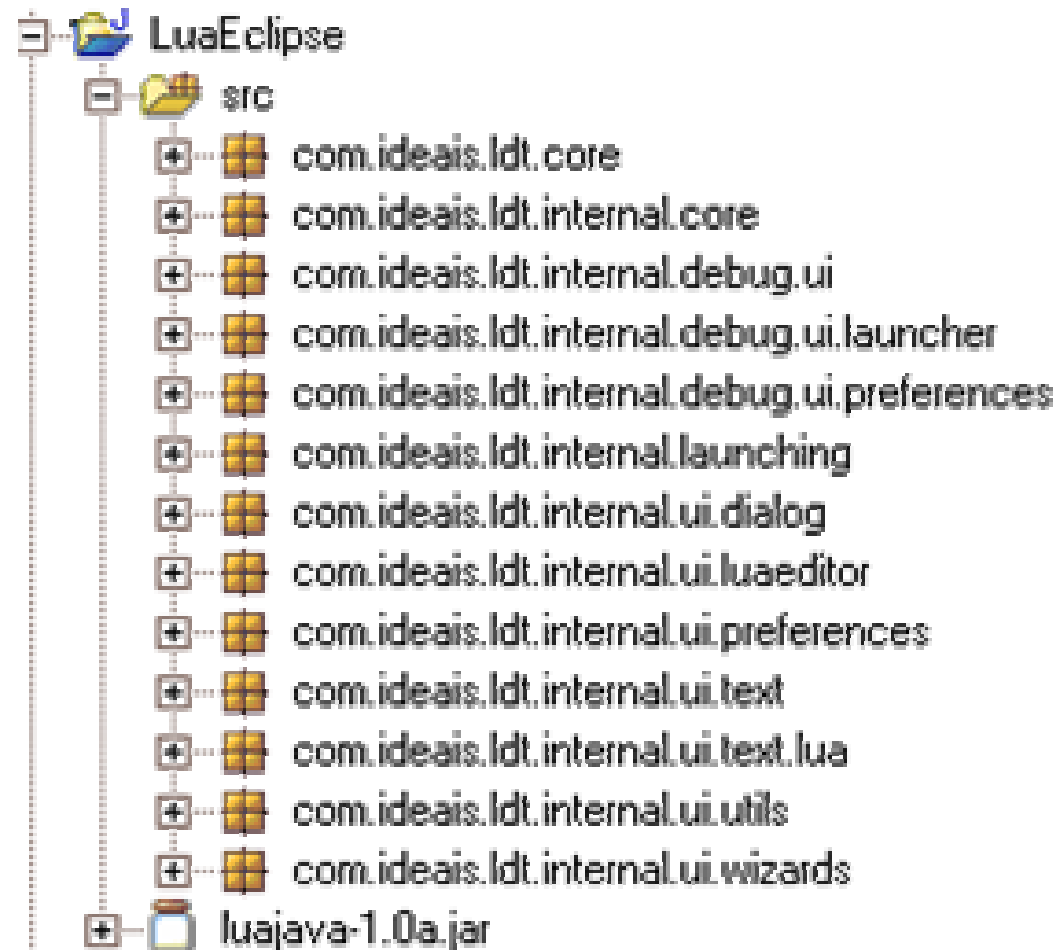 LuaEclipse
src
com.ideais.ldt.core
com.ideais.ldt.internal.core
com.ideais.ldt.internal.debug.ui
com.ideais.ldt.internal.debug.ui.launcher
com.ideais.ldt.internal.debug.ui.preferences
com.ideais.ldt.internal.launching
com.ideais.ldt.internal.ui.dialog
com.ideais.ldt.internal.ui.luaeditor
com.ideais.ldt.internal.ui.preferences
com.ideais.ldt.internal.ui.text
com.ideais.ldt.internal.ui.text.lua
com.ideais.ldt.internal.ui.utils
com.ideais.ldt.internal.ui.wizards
luajava-1.0a.jar